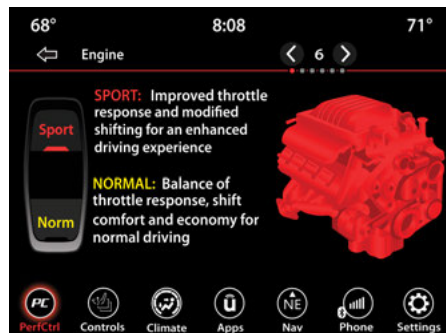 68°
8:08
71°
Engine
6
Sport
SPORT: Improved throttle
response and modified
shifting for an enhanced
driving experience
Norm
NORMAL: Balance of
throttle response, shift
comfort and economy for
normal driving
PC
û
NE
PerfCtrl
Controls
Climate
Apps
Nav
Phone
Settings